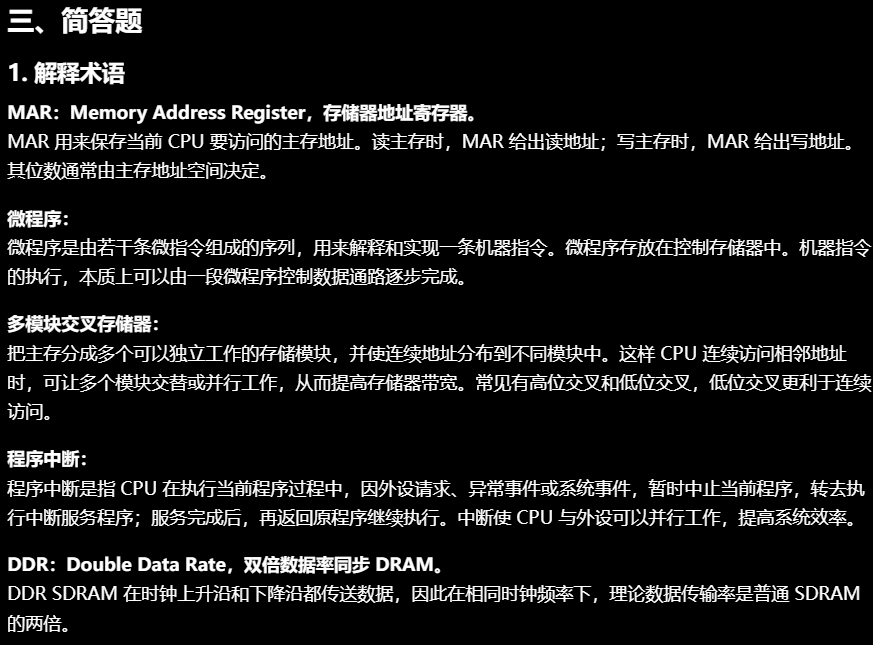 三、简答题
1. 解释术语
MAR：Memory Address Register，存储器地址寄存器。
MAR 用来保存当前 CPU 要访问的主存地址。读主存时，MAR 给出读地址；写主存时，MAR 给出写地址。
其位数通常由主存地址空间决定。
微程序：
微程序是由若干条微指令组成的序列，用来解释和实现一条机器指令。微程序存放在控制存储器中。机器指令
的执行，本质上可以由一段微程序控制数据通路逐步完成。
多模块交叉存储器：
把主存分成多个可以独立工作的存储模块，并使连续地址分布到不同模块中。这样 CPU 连续访问相邻地址
时，可让多个模块交替或并行工作，从而提高存储器带宽。常见有高位交叉和低位交叉，低位交叉更利于连续
访问。
程序中断：
程序中断是指 CPU 在执行当前程序过程中，因外设请求、异常事件或系统事件，暂时中止当前程序，转去执
行中断服务程序；服务完成后，再返回原程序继续执行。中断使 CPU 与外设可以并行工作，提高系统效率。
DDR：Double Data Rate，双倍数据率同步 DRAM。
DDR SDRAM 在时钟上升沿和下降沿都传送数据，因此在相同时钟频率下，理论数据传输率是普通 SDRAM
的两倍。